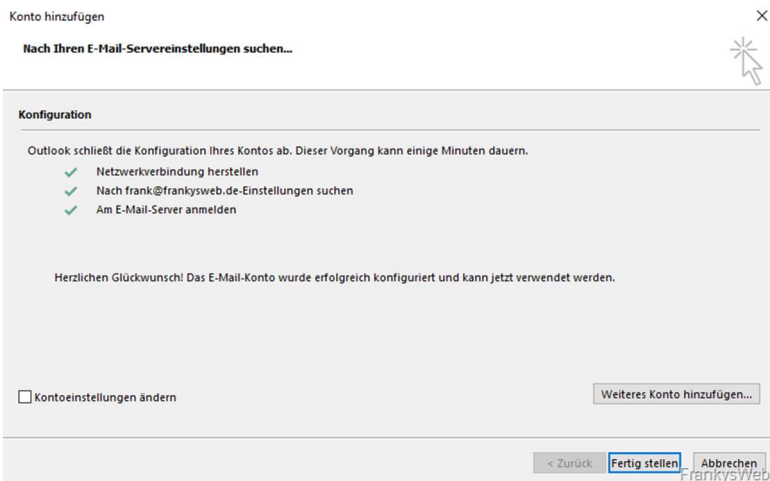 Konto hinzufügen
Nach Ihren E-Mail-Servereinstellungen suchen...
Konfiguration
Outlook schließt die Konfiguration Ihres Kontos ab. Dieser Vorgang kann einige Minuten dauern.
Netzwerkverbindung herstellen
Nach frank@frankysweb.de-Einstellungen suchen
Am E-Mail-Server anmelden
Herzlichen Glückwunsch! Das E-Mail-Konto wurde erfolgreich konfiguriert und kann jetzt verwendet werden.
Kontoeinstellungen ändern
Weiteres Konto hinzufügen...
< Zurück Fertig stellen Abbrechen
FrankysWeb